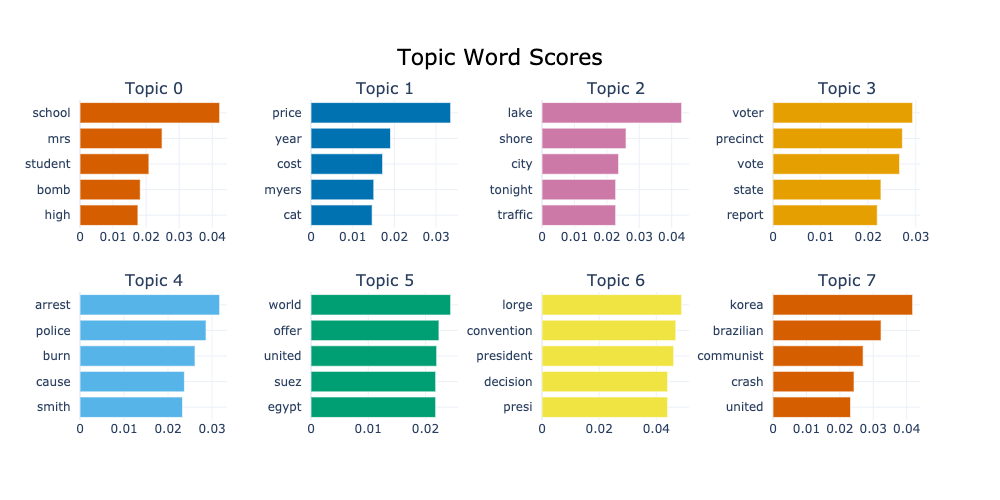 Topic Word Scores
Topic 0
school
mrs
student
bomb
high
0 0.01 0.02 0.03 0.04
Topic 1
price
year
cost
myers
cat
0 0.01 0.02 0.03
Topic 2
lake
shore
city
tonight
traffic
0 0.01 0.02 0.03 0.04
Topic 3
voter
precinct
vote
state
report
0 0.01 0.02 0.03
Topic 4
arrest
police
burn
cause
smith
0 0.01 0.02 0.03
Topic 5
world
offer
united
suez
egypt
0 0.01 0.02
Topic 6
lorge
convention
president
decision
presi
0 0.02 0.04
Topic 7
korea
brazilian
communist
crash
united
0 0.01 0.02 0.03 0.04